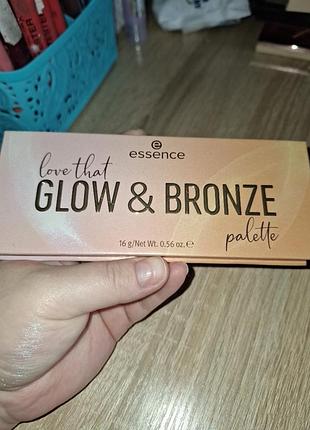 e
essence
love that
GLOW & BRONZE
palette
16 g/Net Wt. 0.56 oz. ℮